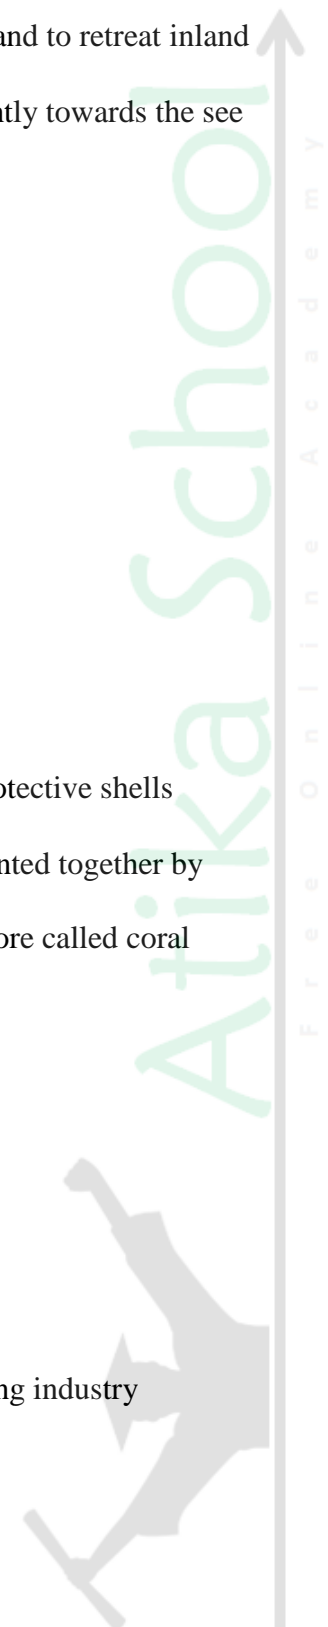 and to retreat inland
ntly towards the see
otective shells
nted together by
ore called coral
ng industry
Atika School
Free Online Academy